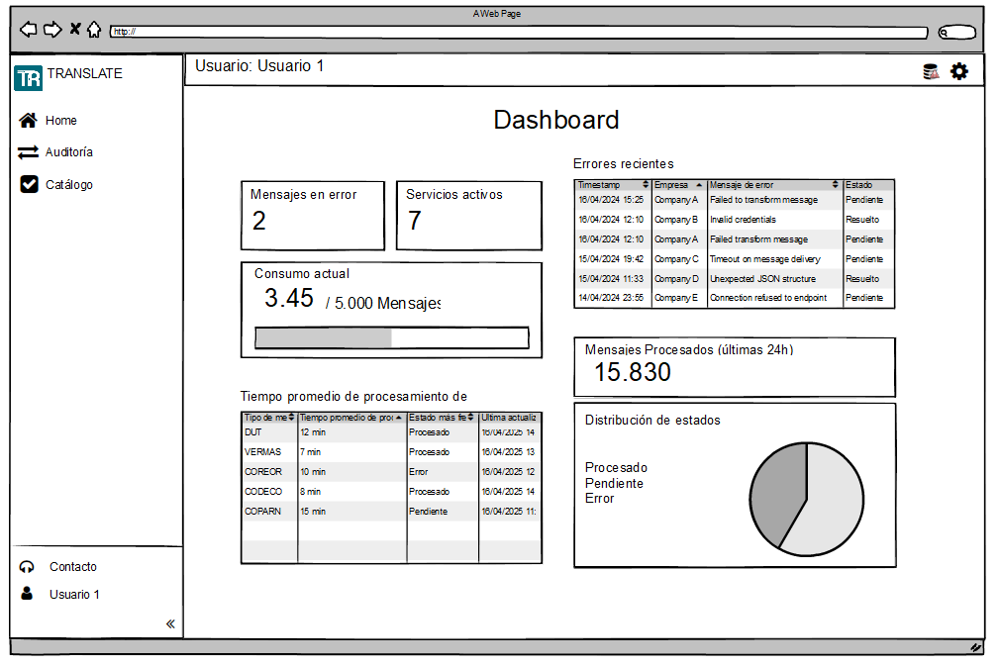 A Web Page
http://
TR TRANSLATE
Home
Auditoría
Catálogo
Contacto
Usuario 1
Usuario: Usuario 1
Dashboard
Mensajes en error
2
Servicios activos
7
Consumo actual
3.45 / 5.000 Mensajes
Tiempo promedio de procesamiento de
Tipo de me Tiempo promedio de pro Estado más fre Ultima actualiz
DUT 12 min Procesado 16/04/2025 14
VERMAS 7 min Procesado 16/04/2025 13
COREOR 10 min Error 16/04/2025 12
CODECO 8 min Procesado 16/04/2025 14
COPARN 15 min Pendiente 16/04/2025 11:
Errores recientes
Timestamp Empresa Mensaje de error Estado
16/04/2024 15:25 Company A Failed to transform message Pendiente
16/04/2024 12:10 Company B Invalid credentials Resuelto
16/04/2024 12:10 Company A Failed transform message Pendiente
15/04/2024 19:42 Company C Timeout on message delivery Pendiente
15/04/2024 11:33 Company D Unexpected JSON structure Resuelto
14/04/2024 23:55 Company E Connection refused to endpoint Pendiente
Mensajes Procesados (últimas 24h)
15.830
Distribución de estados
Procesado
Pendiente
Error